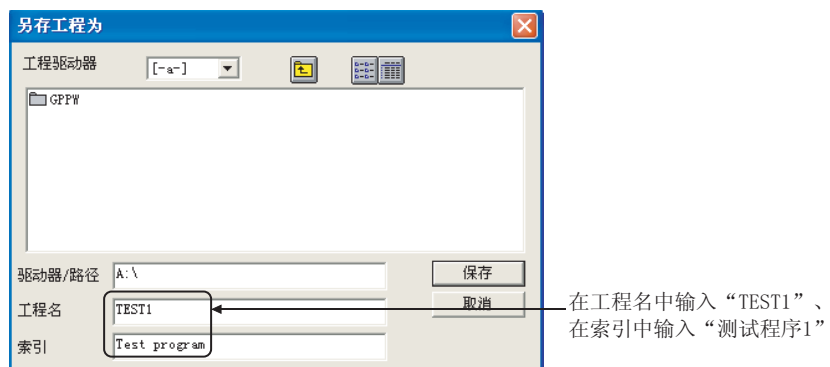 另存工程为
工程驱动器 [-a-]
GPPW
驱动器/路径 A:\ 保存
工程名 TEST1 取消
索引 Test program
在工程名中输入“TEST1”、
在索引中输入“测试程序1”